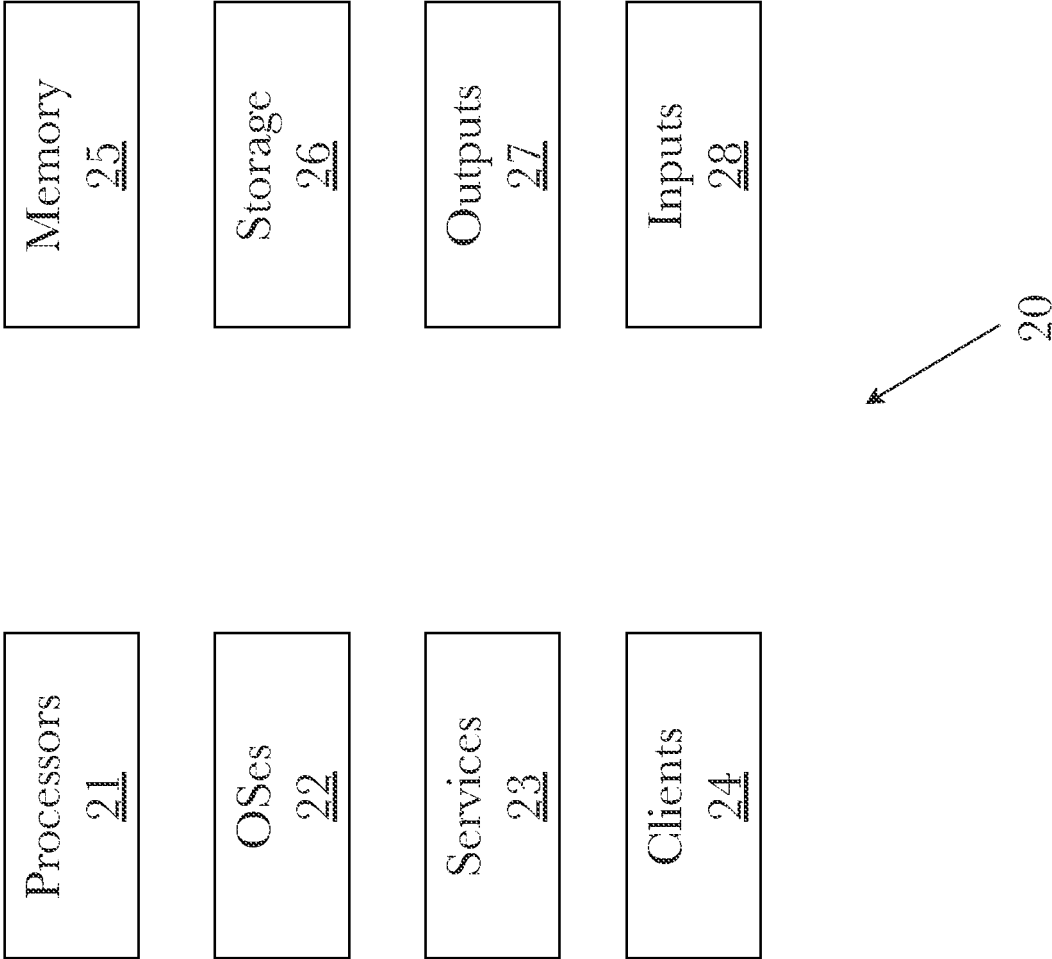 Processors
21
OSes
22
Services
23
Clients
24
Memory
25
Storage
26
Outputs
27
Inputs
28
20